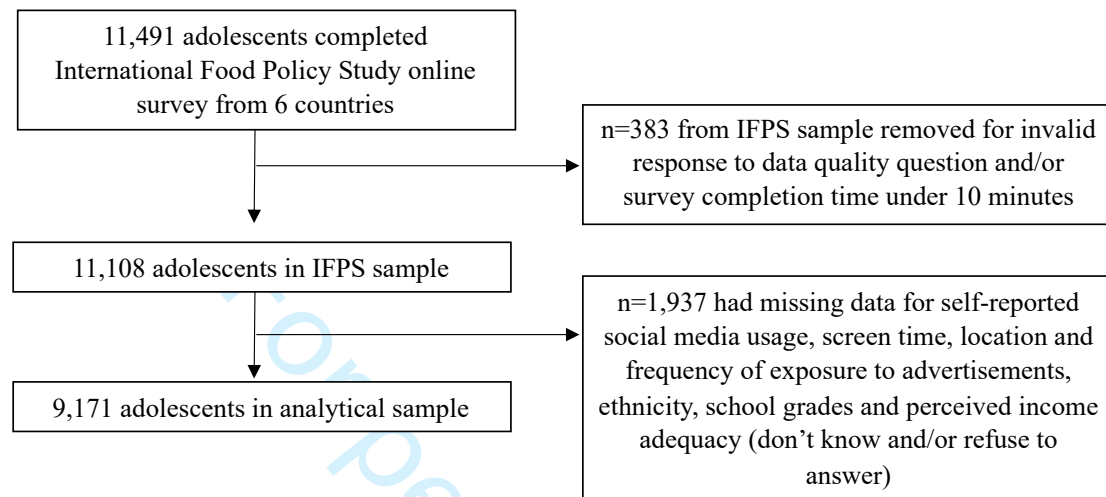 11,491 adolescents completed
International Food Policy Study online
survey from 6 countries
n=383 from IFPS sample removed for invalid
response to data quality question and/or
survey completion time under 10 minutes
11,108 adolescents in IFPS sample
n=1,937 had missing data for self-reported
social media usage, screen time, location and
frequency of exposure to advertisements,
ethnicity, school grades and perceived income
adequacy (don’t know and/or refuse to
answer)
9,171 adolescents in analytical sample